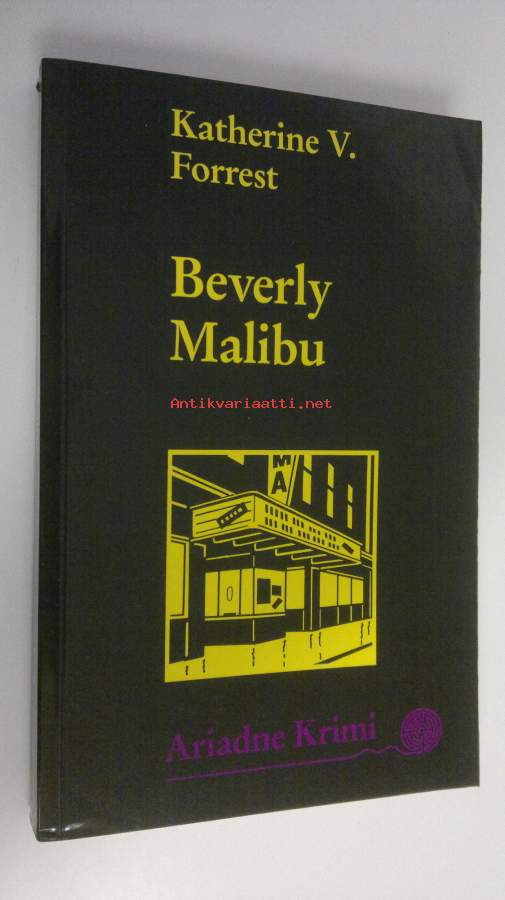 Katherine V.
Forrest
Beverly
Malibu
Antikvariaatti.net
MA
Ariadne Krimi